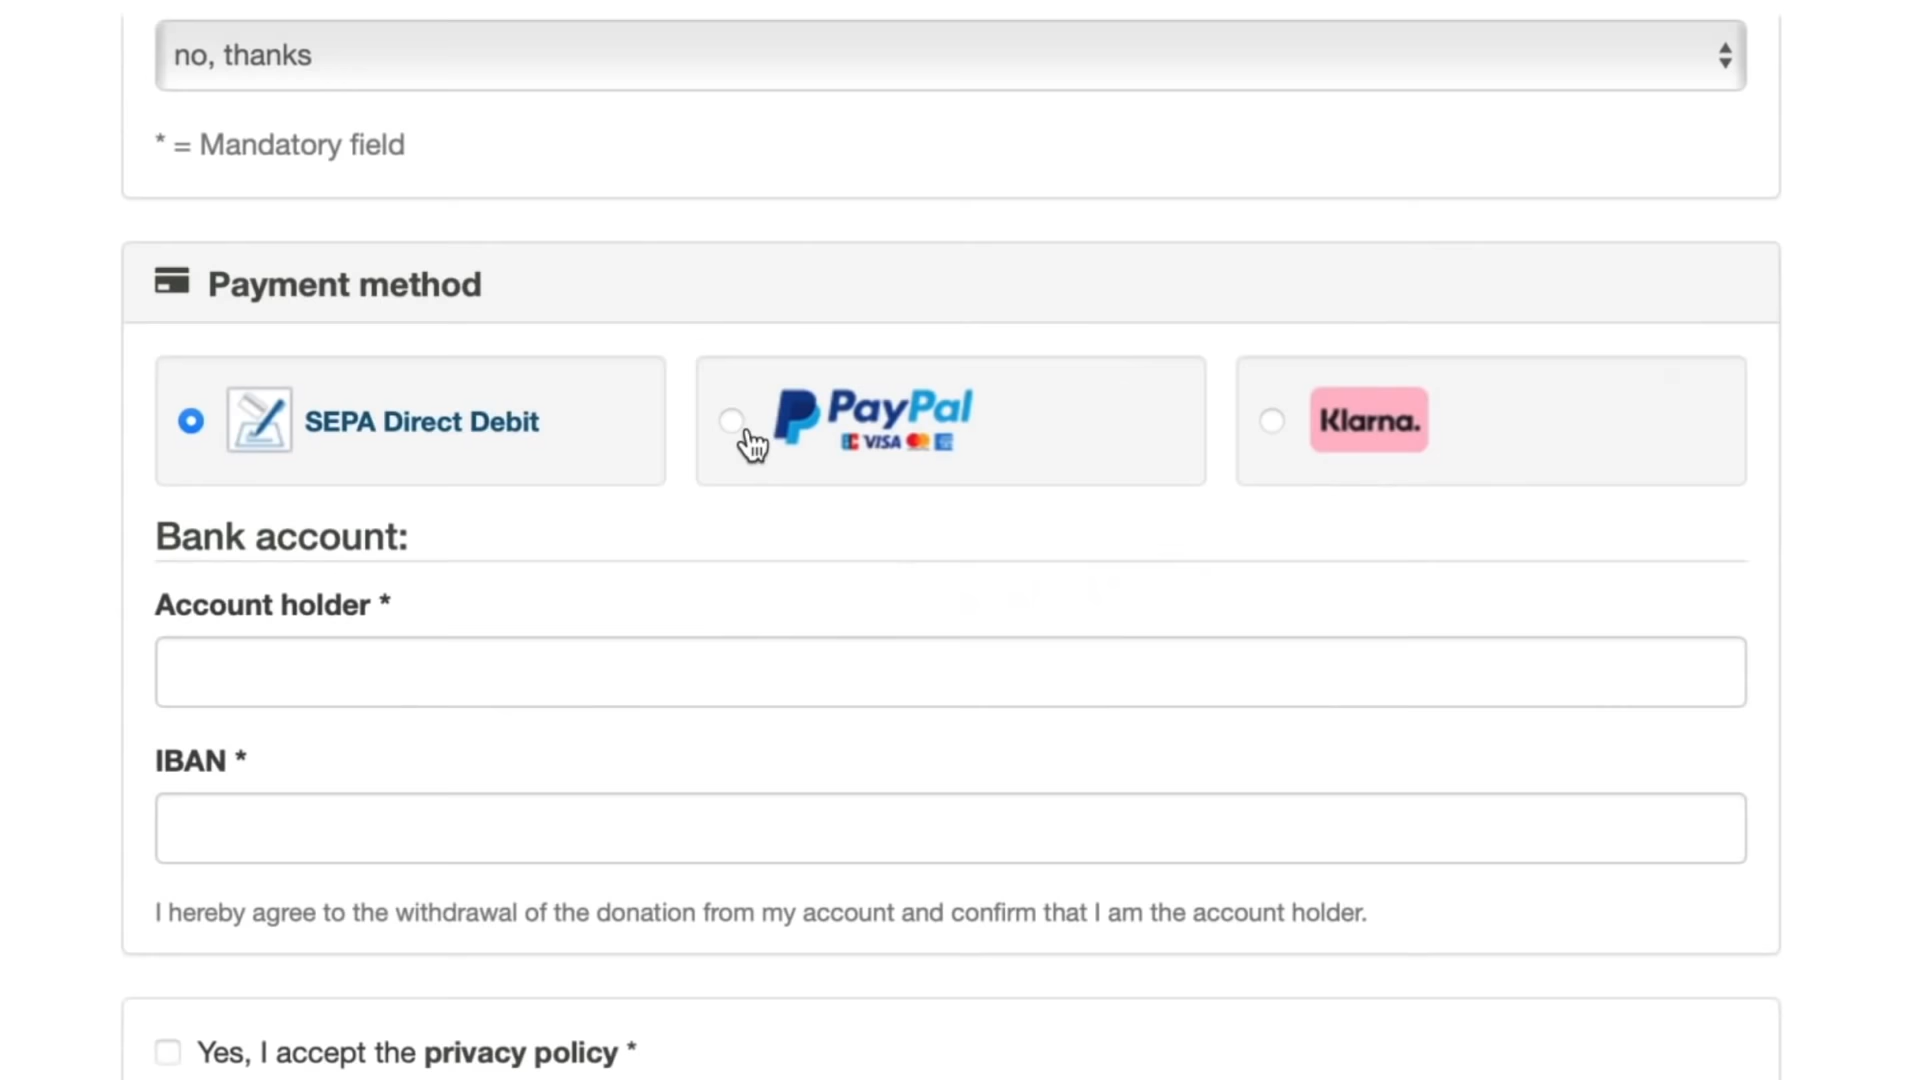 no, thanks
* = Mandatory field
Payment method
SEPA Direct Debit
PayPal
VISA
Klarna.
Bank account:
Account holder *
IBAN *
I hereby agree to the withdrawal of the donation from my account and confirm that I am the account holder.
Yes, I accept the privacy policy *